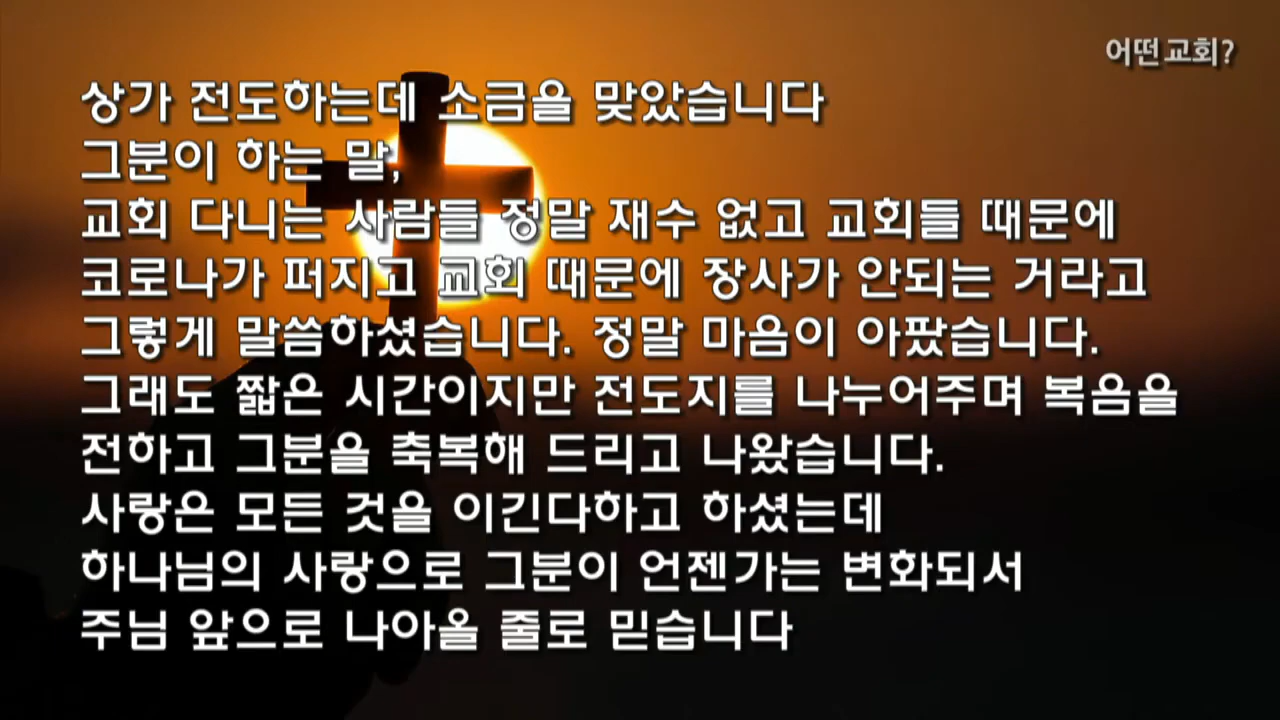 어떤교회?
상가 전도하는데 소금을 맞았습니다
그분이 하는 말,
교회 다니는 사람들 정말 재수 없고 교회들 때문에
코로나가 퍼지고 교회 때문에 장사가 안되는 거라고
그렇게 말씀하셨습니다. 정말 마음이 아팠습니다.
그래도 짧은 시간이지만 전도지를 나누어주며 복음을
전하고 그분을 축복해 드리고 나왔습니다.
사랑은 모든 것을 이긴다하고 하셨는데
하나님의 사랑으로 그분이 언젠가는 변화되서
주님 앞으로 나아올 줄로 믿습니다